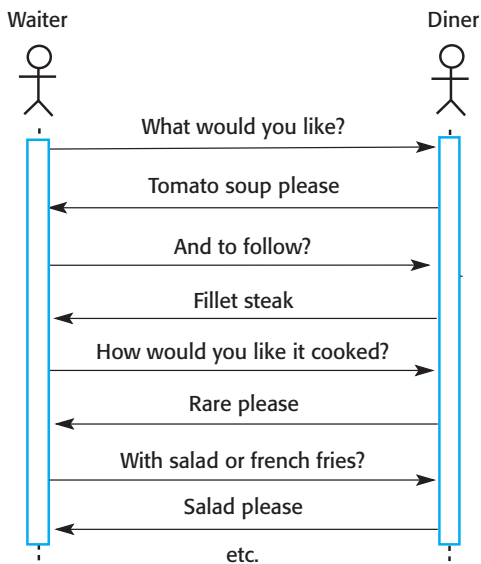 Waiter
Diner
What would you like?
Tomato soup please
And to follow?
Fillet steak
How would you like it cooked?
Rare please
With salad or french fries?
Salad please
etc.